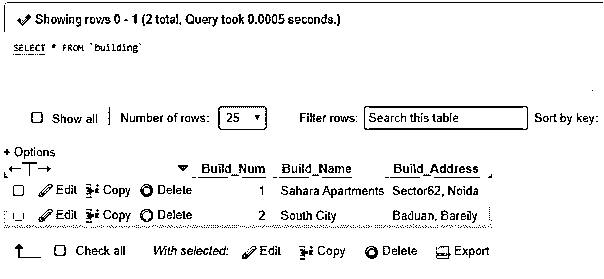 Showing rows 0 - 1 (2 total, Query took 0.0005 seconds.)
SELECT * FROM `building`
Show all Number of rows: 25 Filter rows: Search this table Sort by key:
+ Options
←T→ Build_Num Build_Name Build_Address
Edit Copy Delete 1 Sahara Apartments Sector62, Noida
Edit Copy Delete 2 South City Baduan, Bareily
Check all With selected: Edit Copy Delete Export